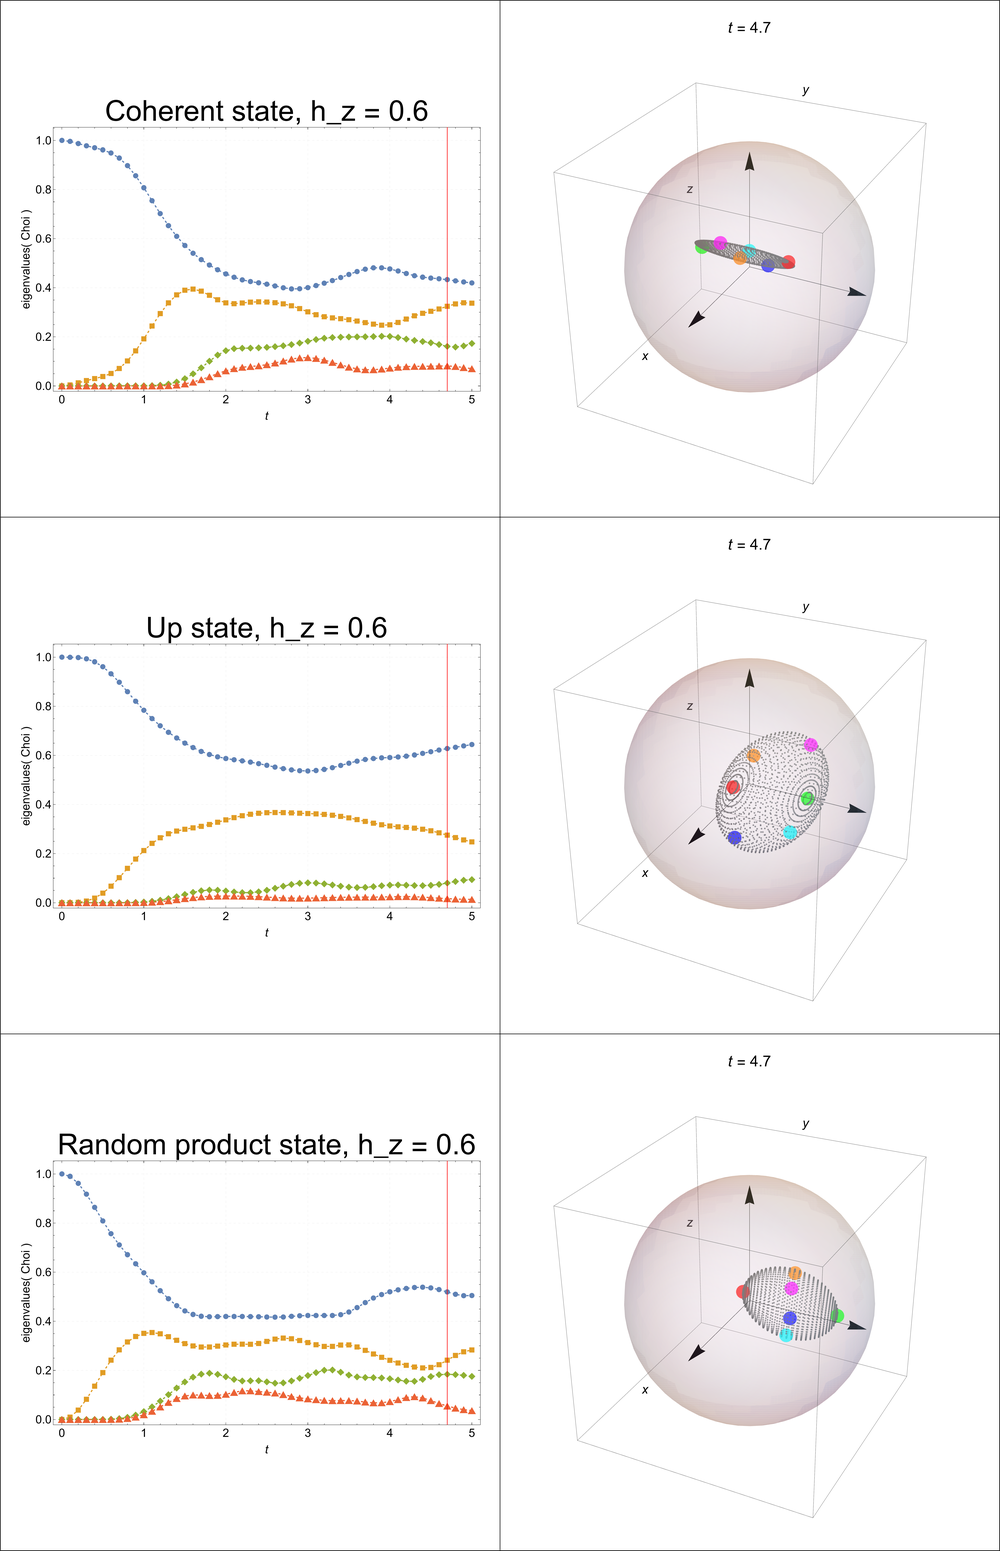 Coherent state, h_z = 0.6
eigenvalues( Choi )
1.0
0.8
0.6
0.4
0.2
0.0
0 1 2 3 4 5
t
t = 4.7
y
z
x
Up state, h_z = 0.6
eigenvalues( Choi )
1.0
0.8
0.6
0.4
0.2
0.0
0 1 2 3 4 5
t
t = 4.7
y
z
x
Random product state, h_z = 0.6
eigenvalues( Choi )
1.0
0.8
0.6
0.4
0.2
0.0
0 1 2 3 4 5
t
t = 4.7
y
z
x